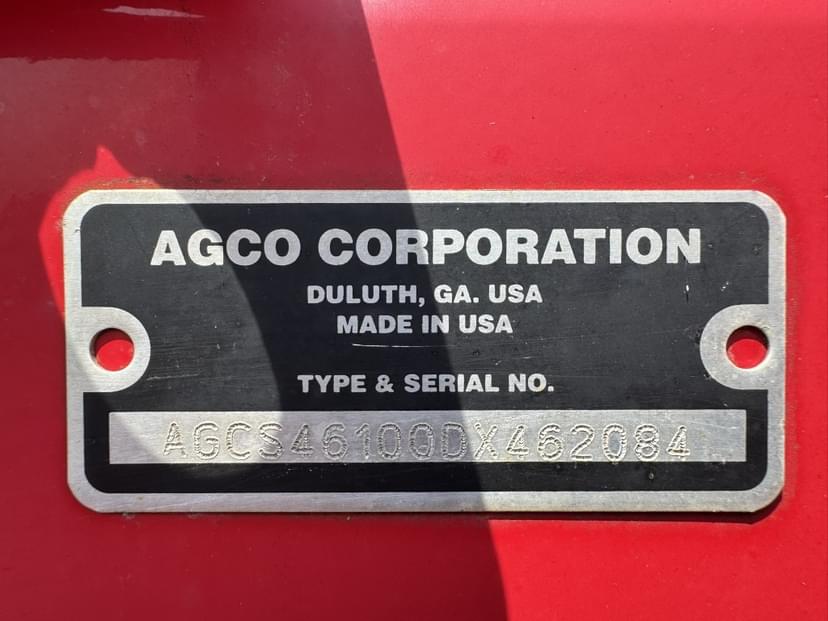 AGCO CORPORATION
DULUTH, GA. USA
MADE IN USA
TYPE & SERIAL NO.
AGCS46100DX462084